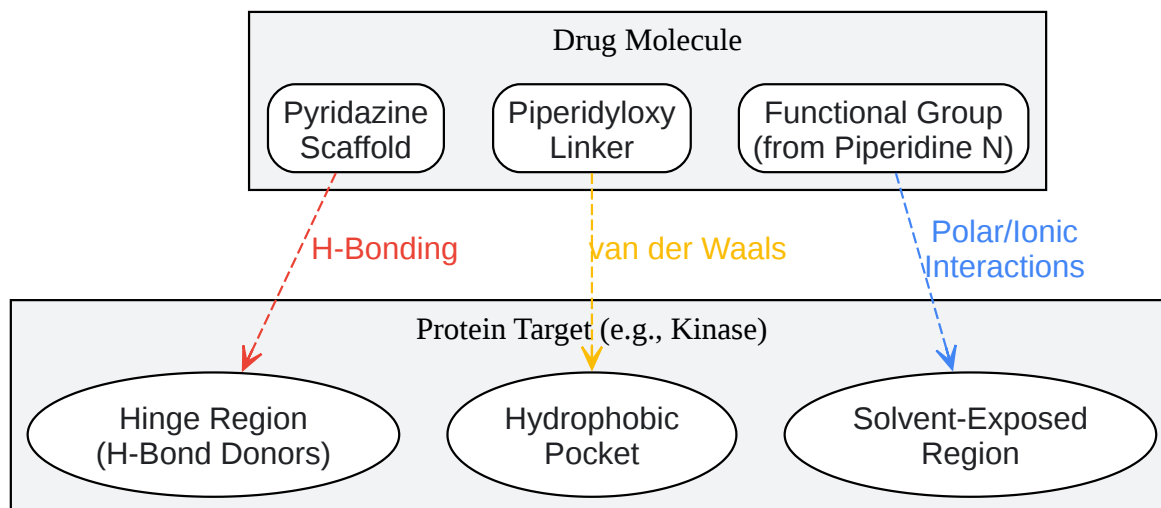 Drug Molecule
Pyridazine
Scaffold
Piperidyloxy
Linker
Functional Group
(from Piperidine N)
H-Bonding
van der Waals
Polar/Ionic
Interactions
Protein Target (e.g., Kinase)
Hinge Region
(H-Bond Donors)
Hydrophobic
Pocket
Solvent-Exposed
Region